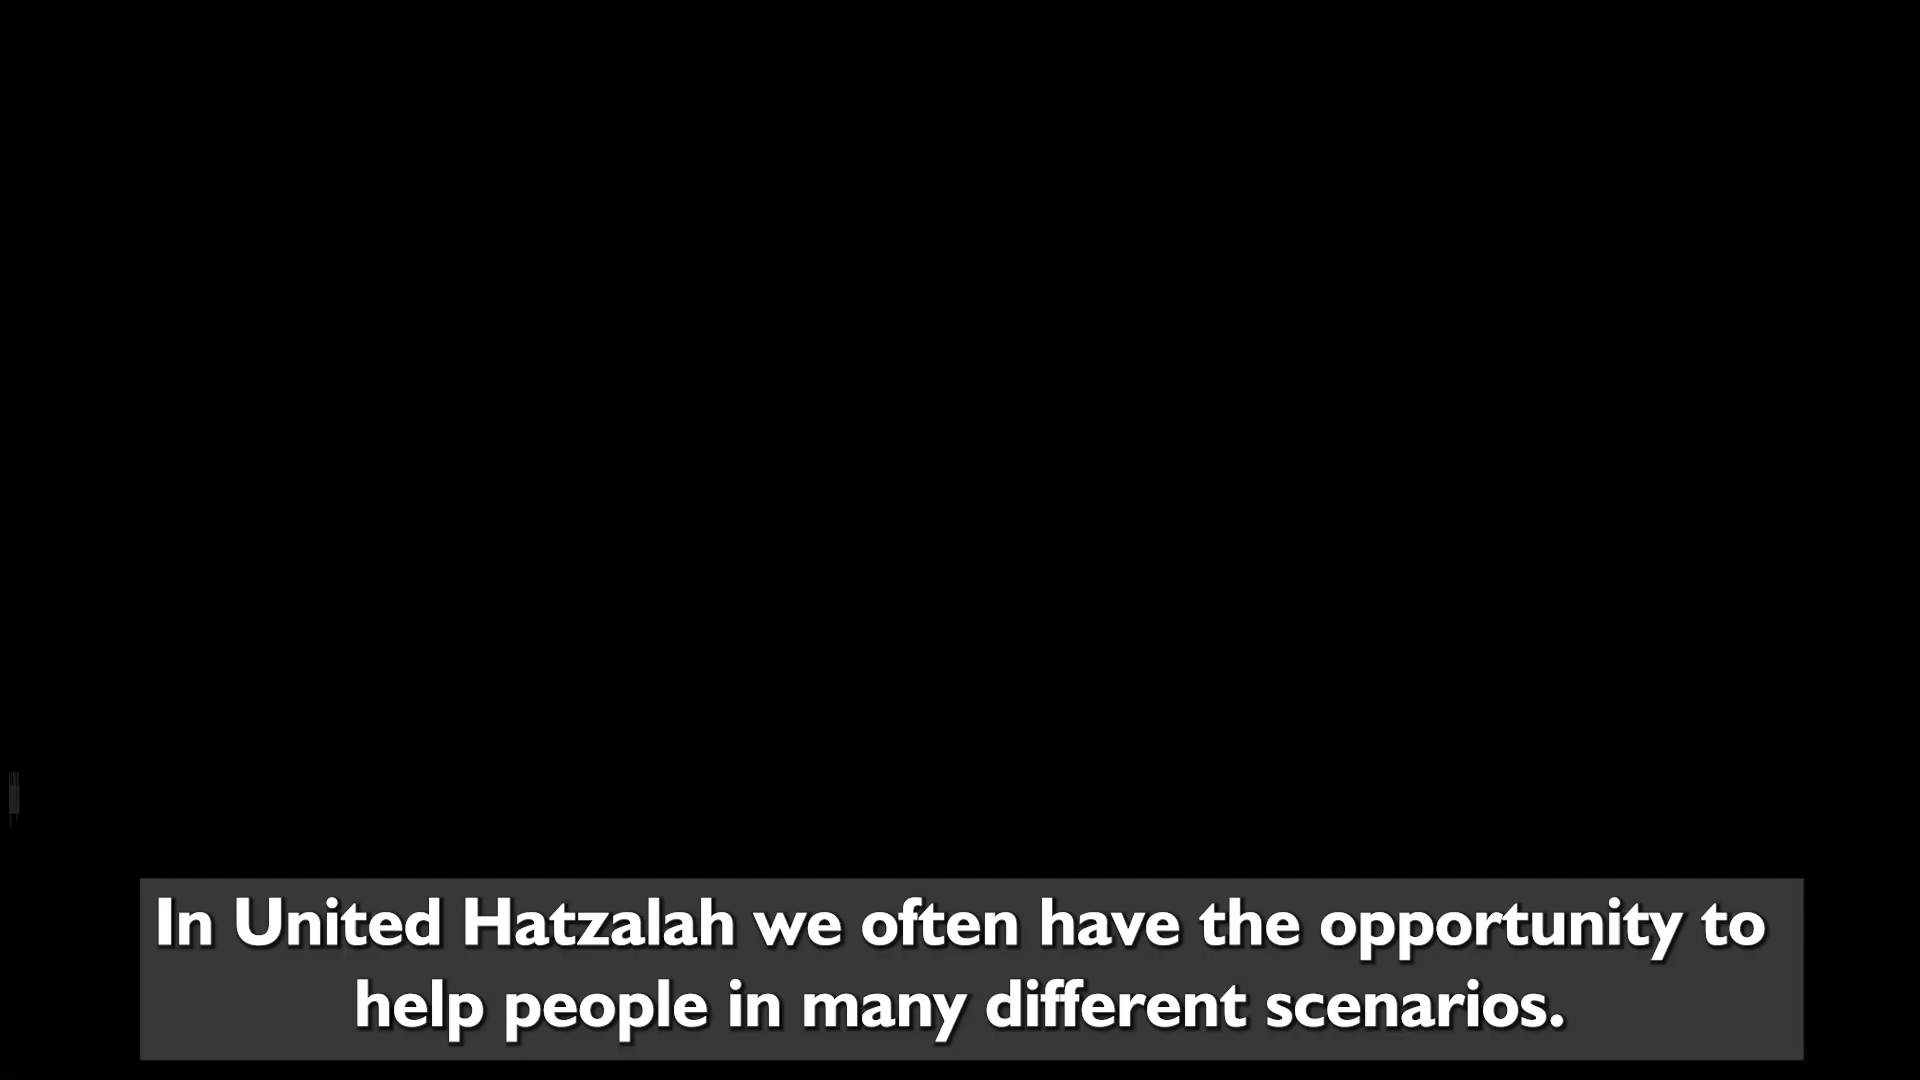 In United Hatzalah we often have the opportunity to
help people in many different scenarios.